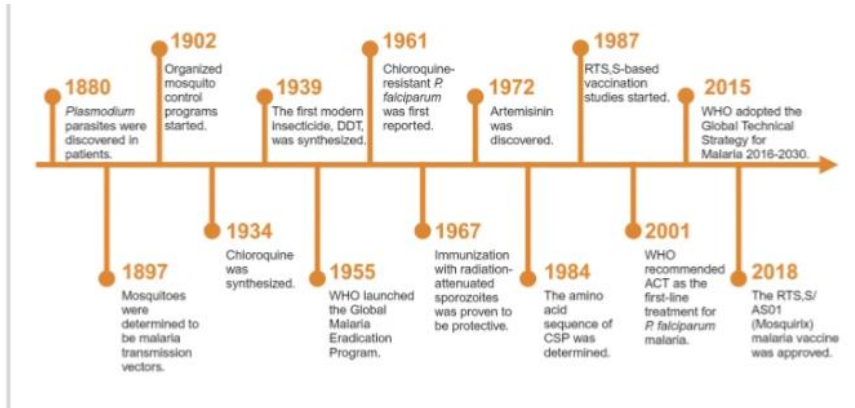 1880
Plasmodium
parasites were
discovered in
patients.
1897
Mosquitoes
were
determined to
be malaria
transmission
vectors.
1902
Organized
mosquito
control
programs
started.
1934
Chloroquine
was
synthesized.
1939
The first modern
insecticide, DDT,
was synthesized.
1955
WHO launched
the Global
Malaria
Eradication
Program.
1961
Chloroquine-
resistant P.
falciparum
was first
reported.
1967
Immunization
with radiation-
attenuated
sporozoites
was proven to
be protective.
1972
Artemisinin
was
discovered.
1984
The amino
acid
sequence of
CSP was
determined.
1987
RTS,S-based
vaccination
studies started.
2001
WHO
recommended
ACT as the
first-line
treatment for
P. falciparum
malaria.
2015
WHO adopted the
Global Technical
Strategy for
Malaria 2016-2030.
2018
The RTS,S/
AS01
(Mosquirix)
malaria vaccine
was approved.